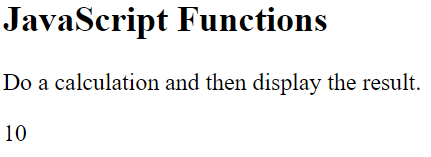 JavaScript Functions
Do a calculation and then display the result.
10